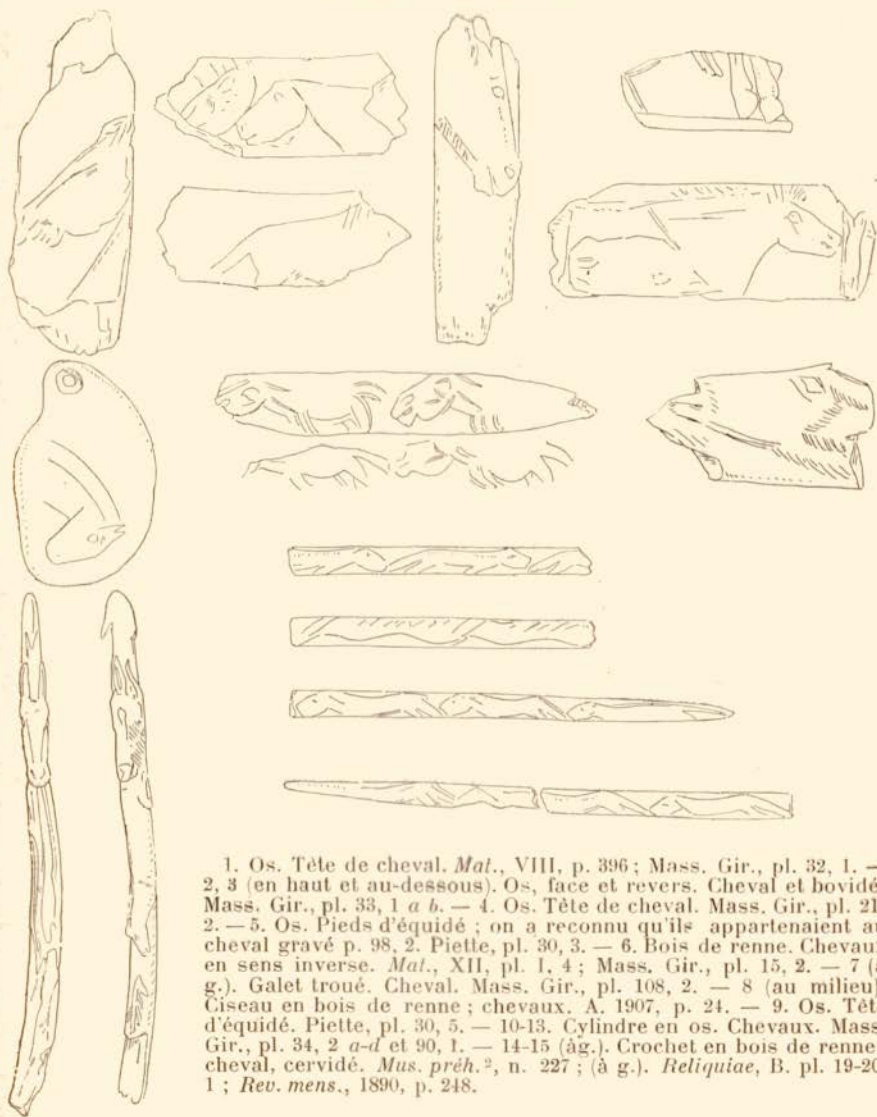 1. Os. Tête de cheval. Mat., VIII, p. 396 ; Mass. Gir., pl. 32, 1. —
2, 3 (en haut et au-dessous). Os, face et revers. Cheval et bovidé
Mass. Gir., pl. 33, 1 a b. — 4. Os. Tête de cheval. Mass. Gir., pl. 21
2. — 5. Os. Pieds d'équidé ; on a reconnu qu'ils appartenaient au
cheval gravé p. 98, 2. Piette, pl. 30, 3. — 6. Bois de renne. Chevaux
en sens inverse. Mat., XII, pl. I, 4 ; Mass. Gir., pl. 15, 2. — 7 (à
g.). Galet troué. Cheval. Mass. Gir., pl. 108, 2. — 8 (au milieu)
Ciseau en bois de renne ; chevaux. A. 1907, p. 24. — 9. Os. Têt
d'équidé. Piette, pl. 30, 5. — 10-13. Cylindre en os. Chevaux. Mass
Gir., pl. 34, 2 a-d et 90, 1. — 14-15 (àg.). Crochet en bois de renne
cheval, cervidé. Mus. préh.², n. 227 ; (à g.). Reliquiae, B. pl. 19-20
1 ; Rev. mens., 1890, p. 248.